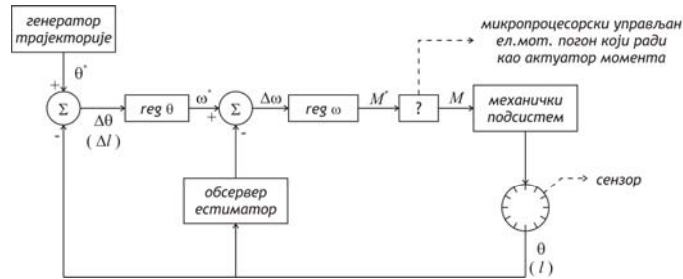 генератор
трајекторије
микропроцесорски управљан
ел.мот. погон који ради
као актуатор момента
θ*
+
Σ
-
Δθ
(Δl)
reg θ
ω*
+
Σ
-
Δω
reg ω
M*
?
M
механички
подсистем
обсервер
естиматор
сензор
θ
(l)